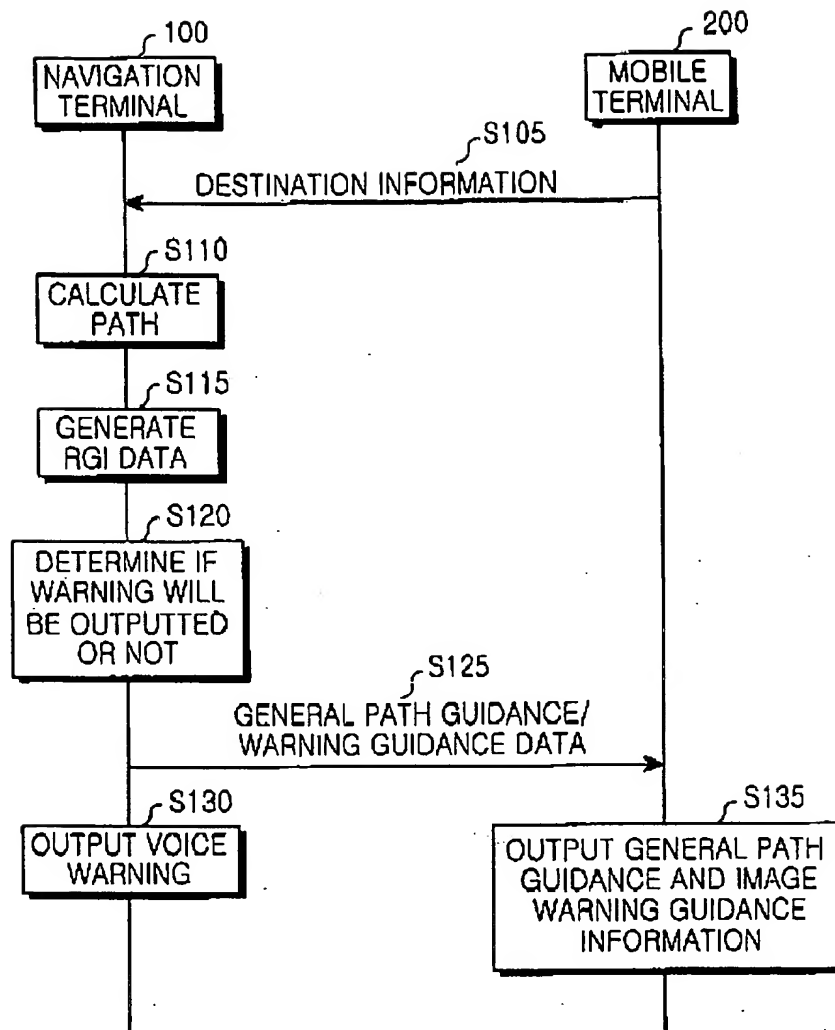 100
NAVIGATION
TERMINAL
200
MOBILE
TERMINAL
S105
DESTINATION INFORMATION
S110
CALCULATE
PATH
S115
GENERATE
RGI DATA
S120
DETERMINE IF
WARNING WILL
BE OUTPUTTED
OR NOT
S125
GENERAL PATH GUIDANCE/
WARNING GUIDANCE DATA
S130
OUTPUT VOICE
WARNING
S135
OUTPUT GENERAL PATH
GUIDANCE AND IMAGE
WARNING GUIDANCE
INFORMATION